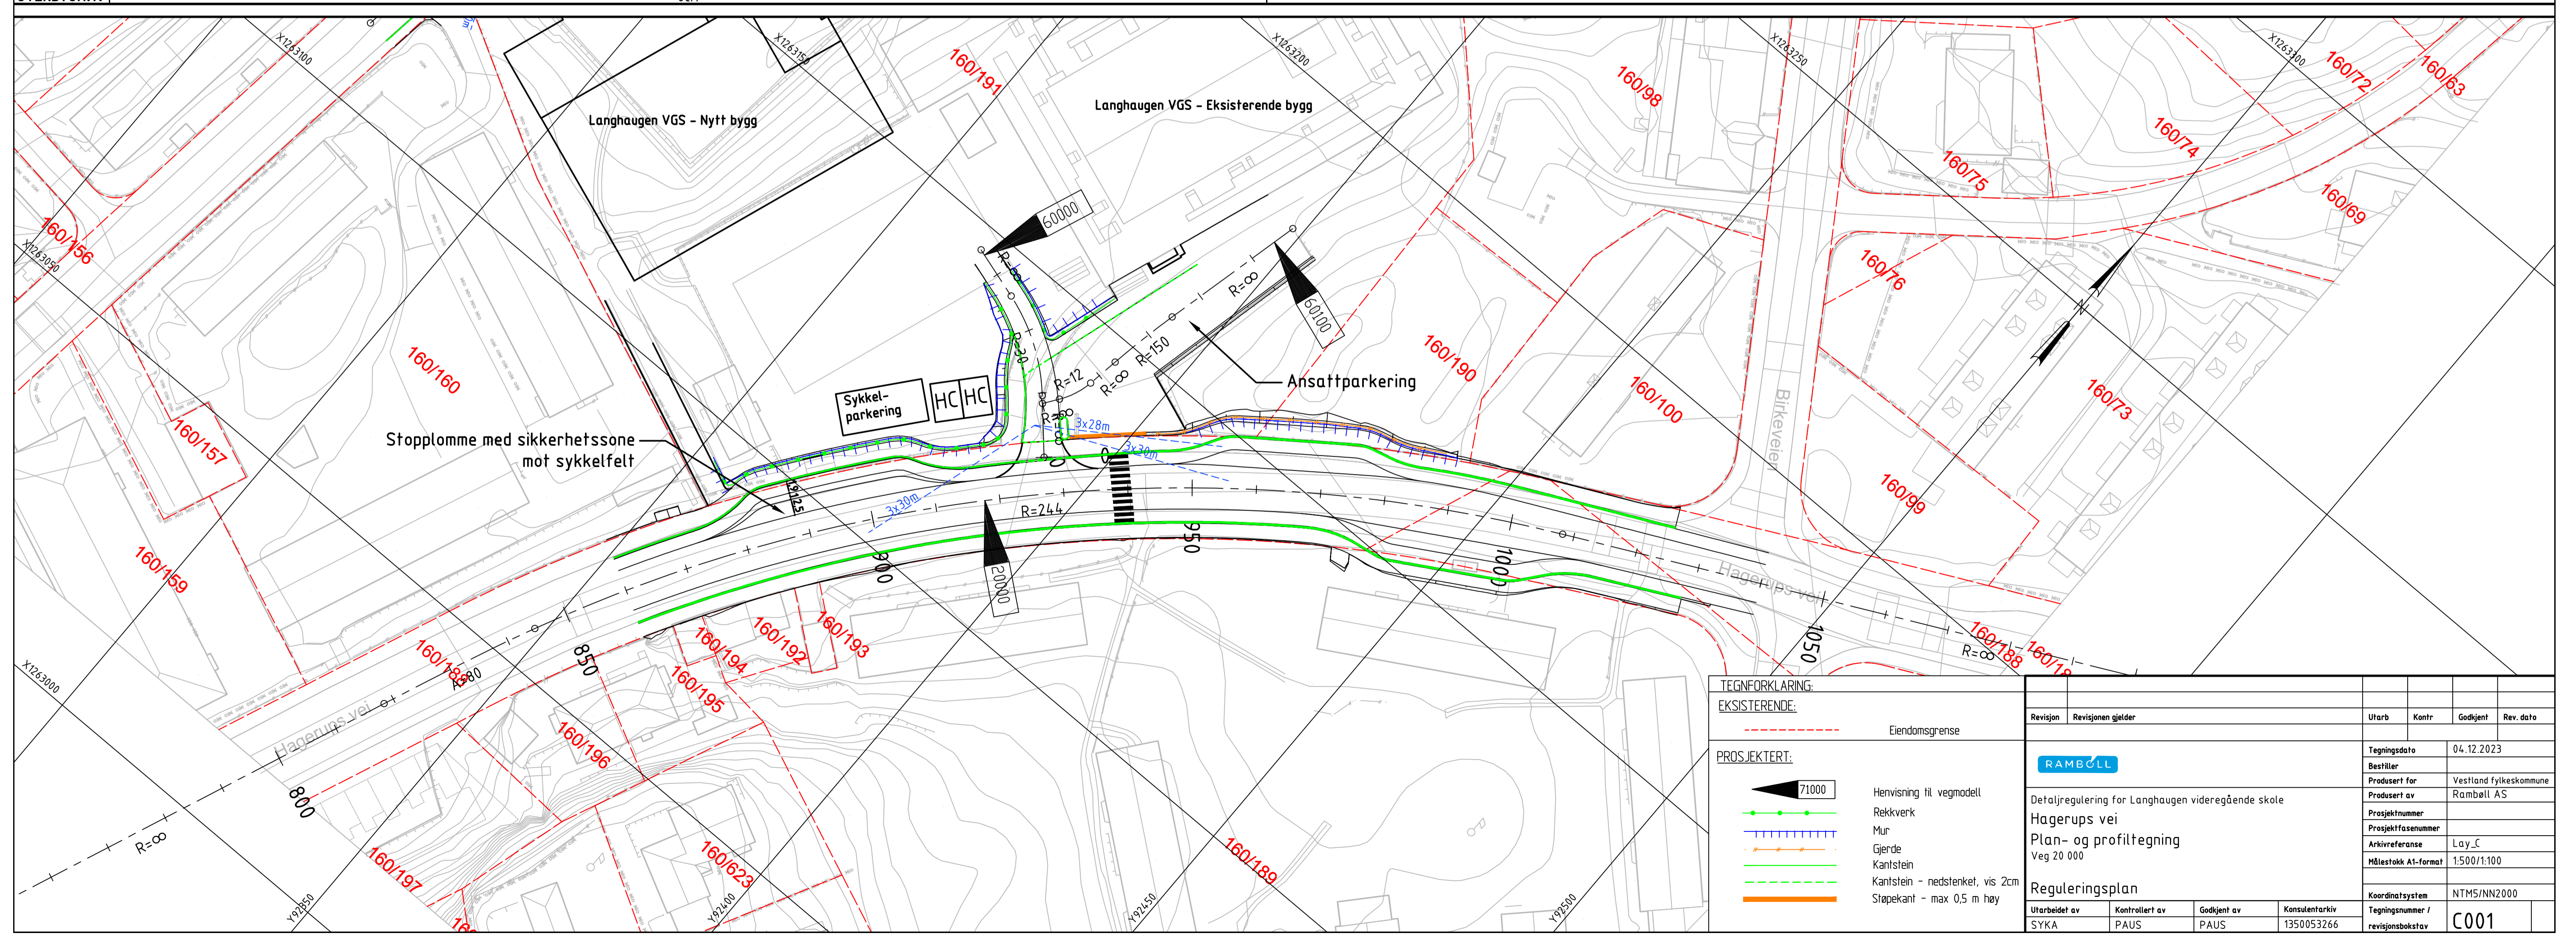 X1263100
X1263150
X1263200
X1263250
X1263300
160/191
160/98
160/72
160/63
Langhaugen VGS - Nytt bygg
Langhaugen VGS - Eksisterende bygg
160/74
160/75
160/69
160/156
X1263050
60000
R=∞
R=∞
60100
160/76
160/160
R=30
R=150
R=12
R=∞
160/190
160/100
160/73
Ansattparkering
Sykkel-
parkering
HC
HC
Birkeveien
160/157
Stopplomme med sikkerhetssone
mot sykkelfelt
3x28m
3x30m
3x30m
1912.5
R=244
160/99
N
160/159
20000
850
900
950
1000
1050
Hagerups vei
160/194
160/192
160/193
160/188
R=∞
160/18
X1263000
A=80
160/195
Hagerups vei
160/196
800
R=∞
160/197
160/623
160/189
Y92350
Y92400
Y92450
Y92500
TEGNFORKLARING:
EKSISTERENDE:
Eiendomsgrense
PROSJEKTERT:
71000
Henvisning til vegmodell
Rekkverk
Mur
Gjerde
Kantstein
Kantstein - nedstenket, vis 2cm
Støpekant - max 0,5 m høy
Revisjon
Revisjonen gjelder
Utarb
Kontr
Godkjent
Rev. dato
RAMBOLL
Tegningsdato
04.12.2023
Bestiller
Produsert for
Vestland fylkeskommune
Produsert av
Rambøll AS
Prosjektnummer
Prosjektfasenummer
Arkivreferanse
Lay_C
Målestokk A1-format
1:500/1:100
Koordinatsystem
NTM5/NN2000
Detaljregulering for Langhaugen videregående skole
Hagerups vei
Plan- og profiltegning
Veg 20 000
Reguleringsplan
Utarbeidet av
Kontrollert av
Godkjent av
Konsulentarkiv
SYKA
PAUS
PAUS
1350053266
Tegningsnummer /
revisjonsbokstav
C001